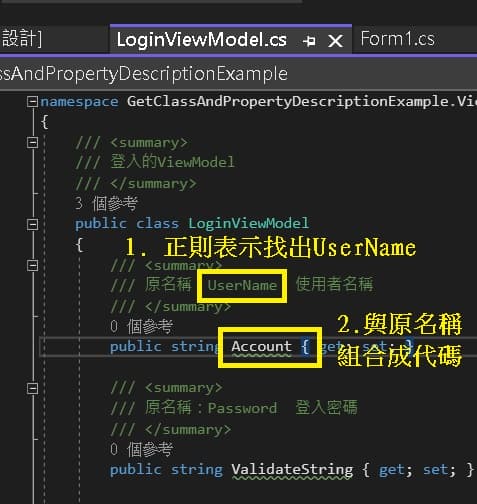 設計]
LoginViewModel.cs
Form1.cs
ssAndPropertyDescriptionExample
namespace GetClassAndPropertyDescriptionExample.Vie
{
/// <summary>
/// 登入的ViewModel
/// </summary>
3 個參考
public class LoginViewModel
{
1. 正則表示找出UserName
/// <summary>
/// 原名稱 UserName 使用者名稱
/// </summary>
0 個參考
2.與原名稱
組合成代碼
public string Account { get; set; }
/// <summary>
/// 原名稱：Password 登入密碼
/// </summary>
0 個參考
public string ValidateString { get; set; }